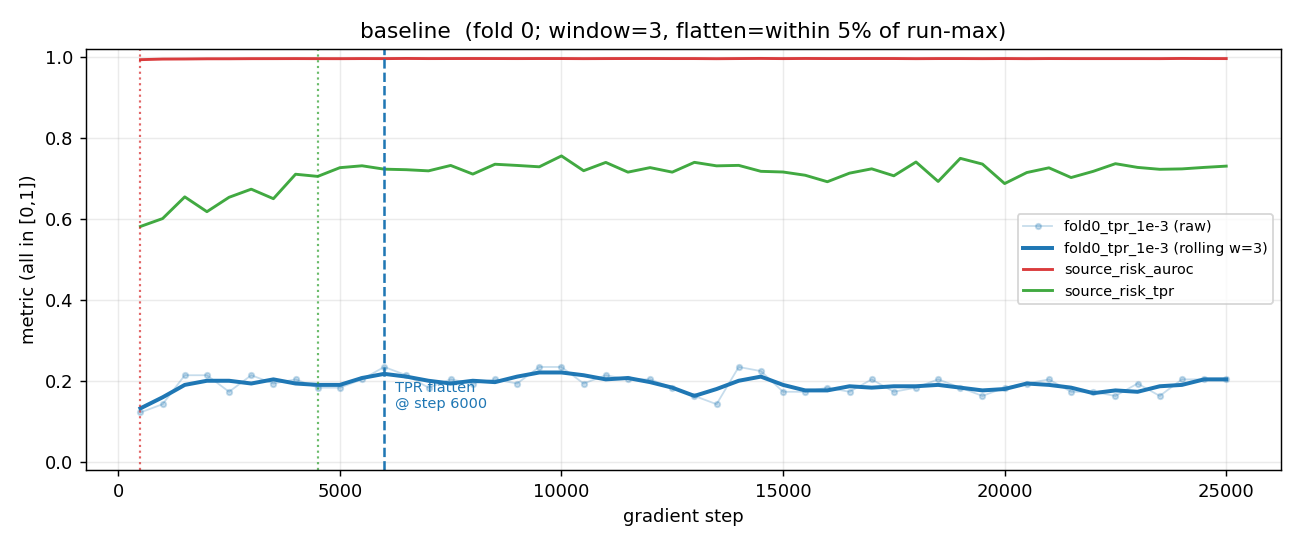 baseline  (fold 0; window=3, flatten=within 5% of run-max)
metric (all in [0,1])
1.0
0.8
0.6
0.4
0.2
0.0
fold0_tpr_1e-3 (raw)
fold0_tpr_1e-3 (rolling w=3)
source_risk_auroc
source_risk_tpr
TPR flatten
@ step 6000
0
5000
10000
15000
20000
25000
gradient step